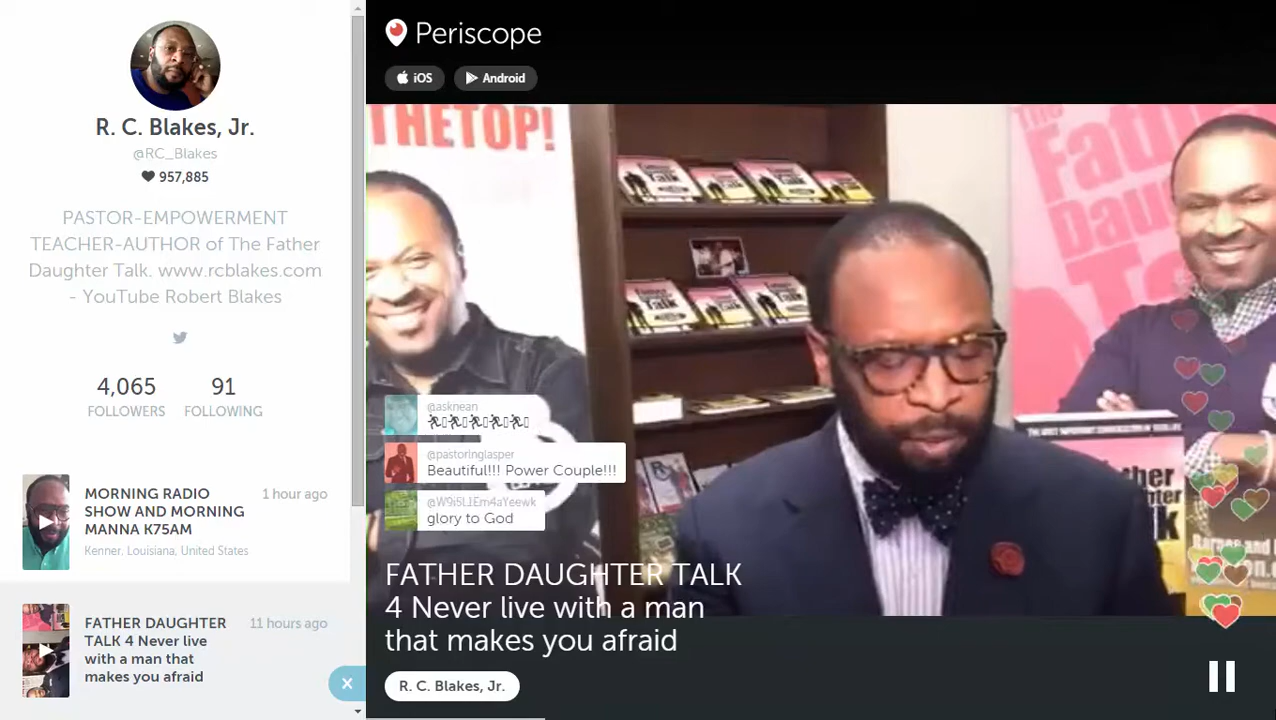 R. C. Blakes, Jr.
@RC_Blakes
957,885
PASTOR-EMPOWERMENT
TEACHER-AUTHOR of The Father
Daughter Talk. www.rcblakes.com
- YouTube Robert Blakes
4,065
91
FOLLOWERS
FOLLOWING
MORNING RADIO
SHOW AND MORNING
MANNA K75AM
1 hour ago
Kenner, Louisiana, United States
FATHER DAUGHTER
TALK 4 Never live
with a man that
makes you afraid
11 hours ago
Periscope
iOS
Android
THETOP!
The
Father
@asknean
@pastoringlasper
Beautiful!!! Power Couple!!!
@W9i5L1Em4aYeewk
glory to God
FATHER DAUGHTER TALK
4 Never live with a man
that makes you afraid
R. C. Blakes, Jr.